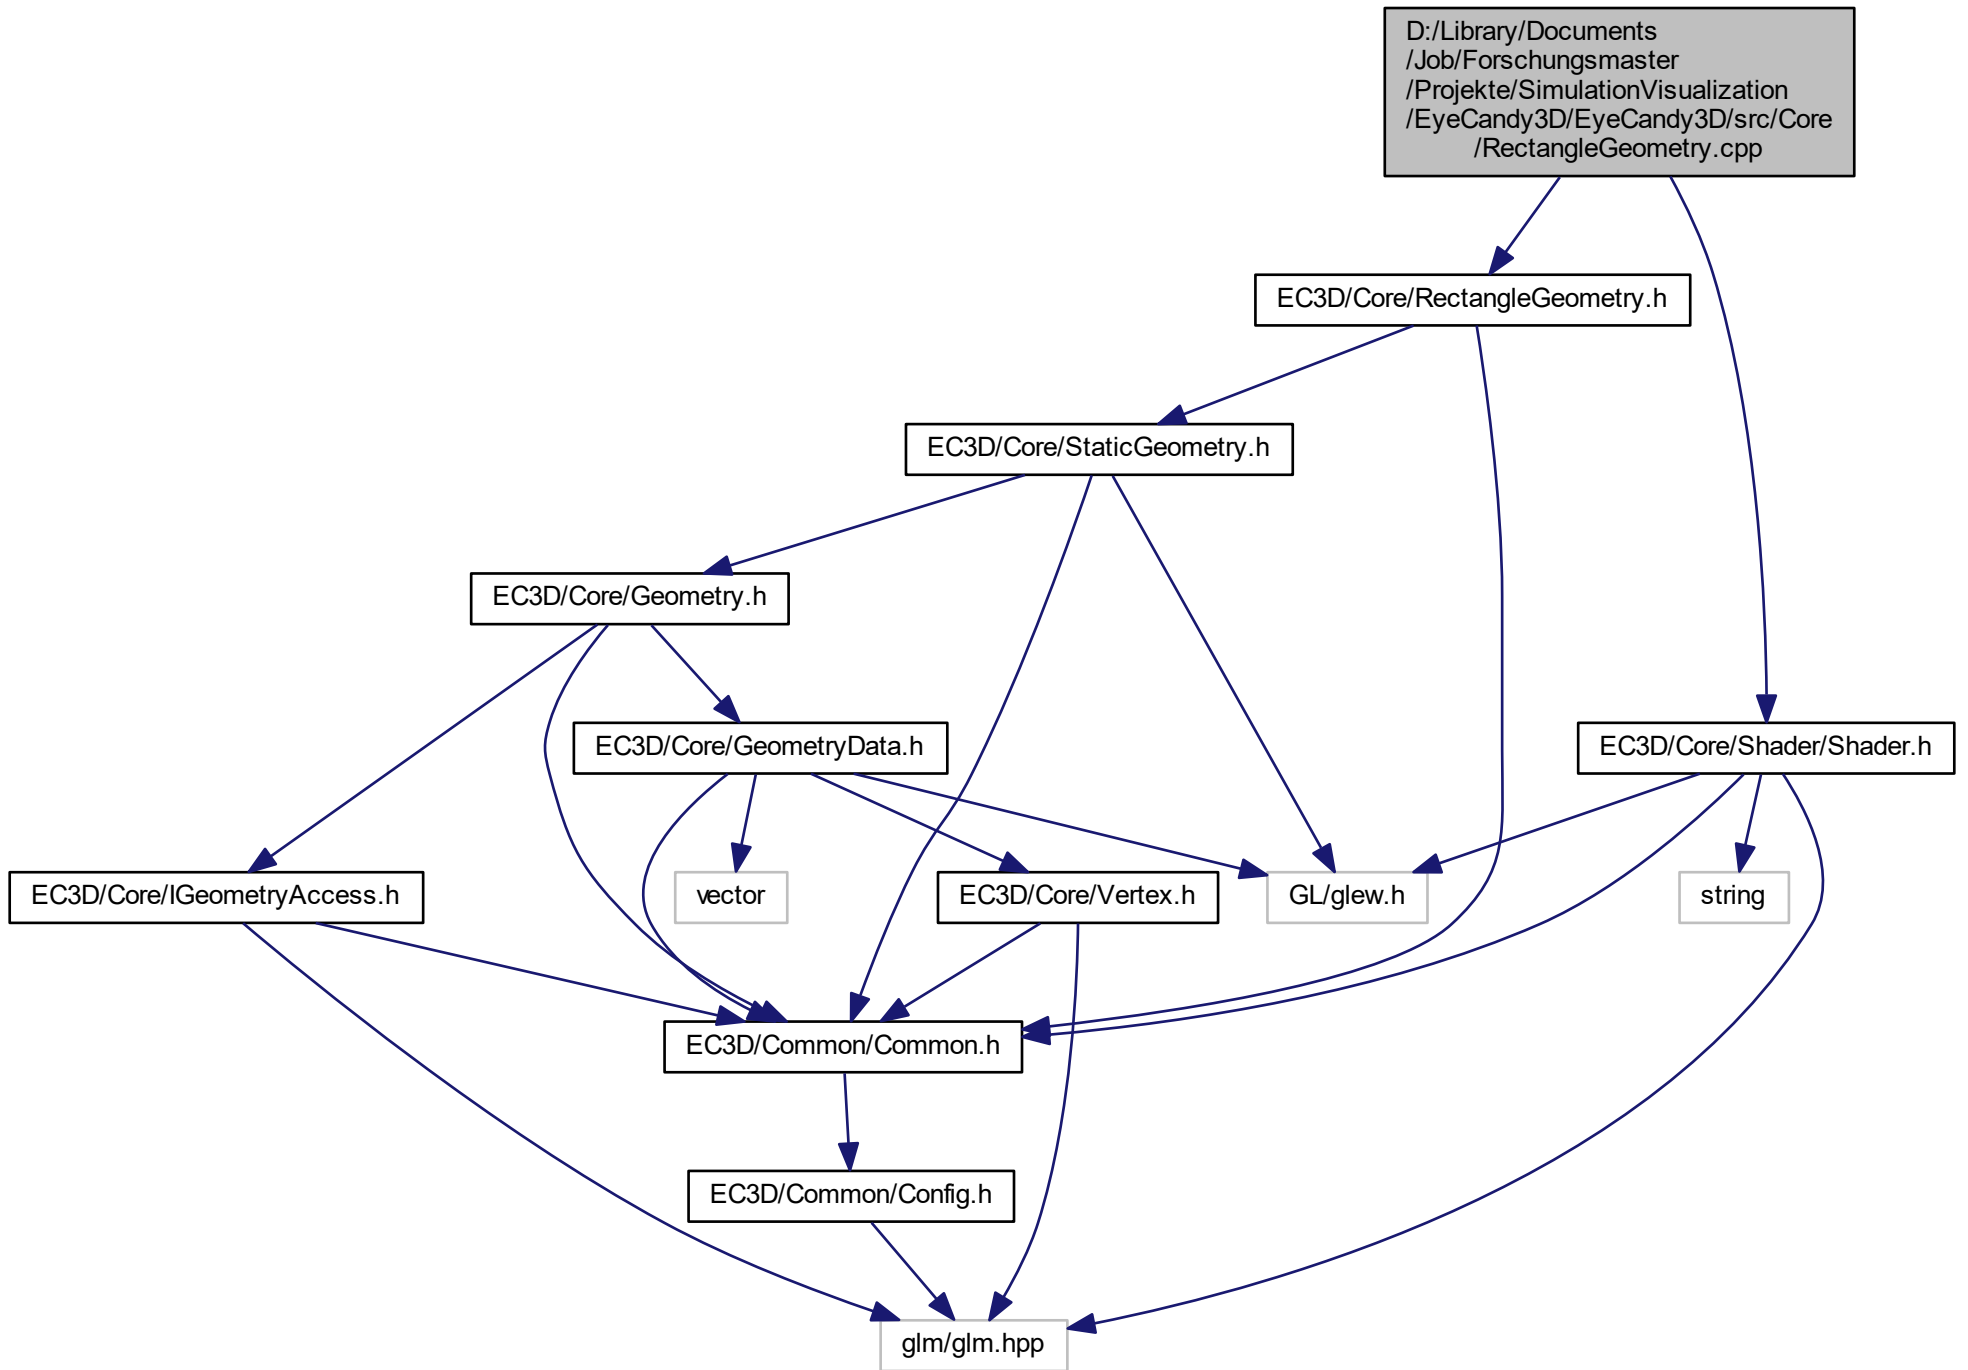 D:/Library/Documents
/Job/Forschungsmaster
/Projekte/SimulationVisualization
/EyeCandy3D/EyeCandy3D/src/Core
/RectangleGeometry.cpp
EC3D/Core/RectangleGeometry.h
EC3D/Core/StaticGeometry.h
EC3D/Core/Geometry.h
EC3D/Core/GeometryData.h
EC3D/Core/Shader/Shader.h
EC3D/Core/IGeometryAccess.h
vector
EC3D/Core/Vertex.h
GL/glew.h
string
EC3D/Common/Common.h
EC3D/Common/Config.h
glm/glm.hpp